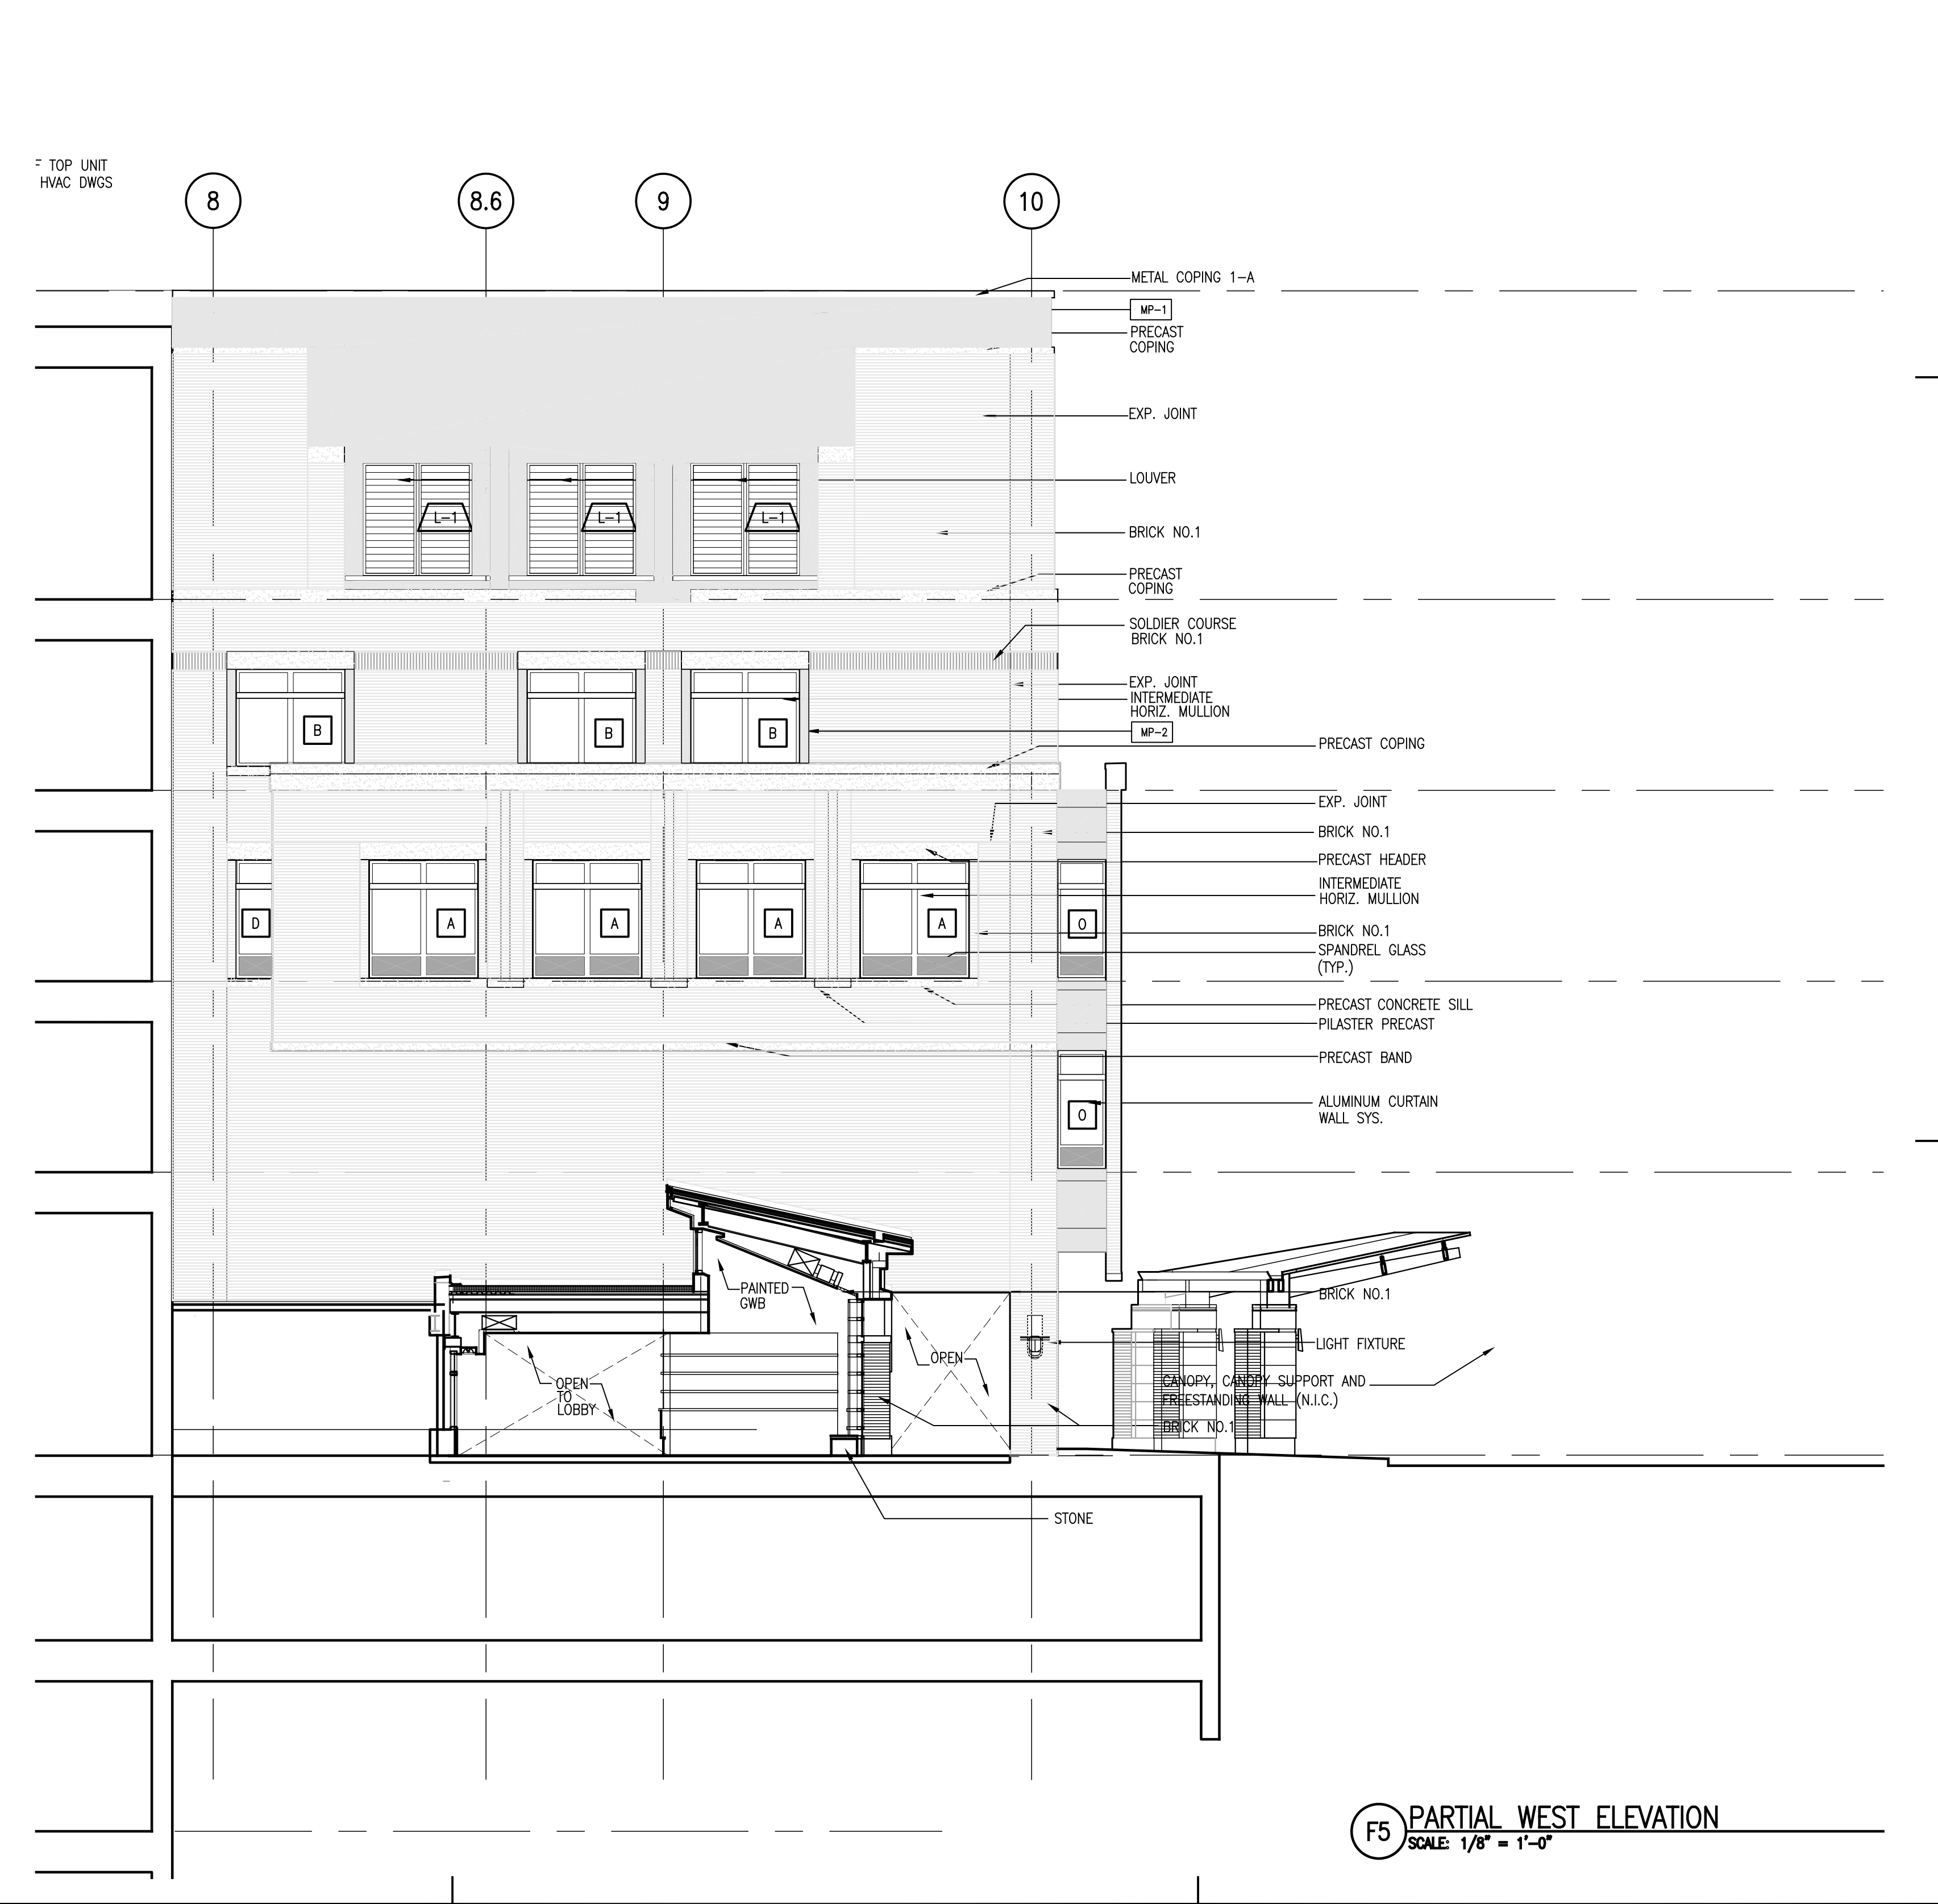 F TOP UNIT
HVAC DWGS
8
8.6
9
10
METAL COPING 1-A
MP-1
PRECAST
COPING
EXP. JOINT
LOUVER
L-1
L-1
L-1
BRICK NO.1
PRECAST
COPING
SOLDIER COURSE
BRICK NO.1
EXP. JOINT
INTERMEDIATE
HORIZ. MULLION
MP-2
B
B
B
PRECAST COPING
EXP. JOINT
BRICK NO.1
PRECAST HEADER
INTERMEDIATE
HORIZ. MULLION
D
A
A
A
A
O
BRICK NO.1
SPANDREL GLASS
(TYP.)
PRECAST CONCRETE SILL
PILASTER PRECAST
PRECAST BAND
ALUMINUM CURTAIN
WALL SYS.
O
PAINTED
GWB
BRICK NO.1
LIGHT FIXTURE
OPEN
OPEN
TO
LOBBY
CANOPY, CANOPY SUPPORT AND
FREESTANDING WALL (N.I.C.)
BRICK NO.1
STONE
F5
PARTIAL WEST ELEVATION
SCALE: 1/8" = 1'-0"